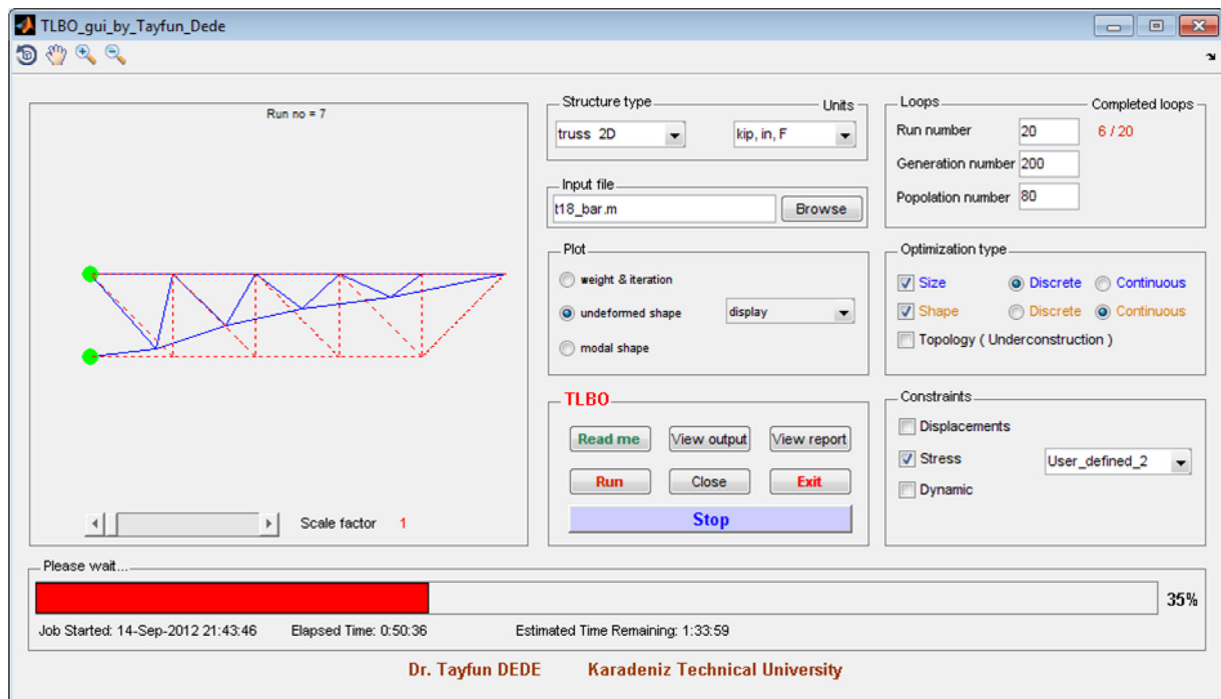 TLBO_gui_by_Tayfun_Dede
Run no = 7
Scale factor 1
Structure type
Units
truss 2D
kip, in, F
Input file
t18_bar.m
Browse
Plot
weight & iteration
undeformed shape
display
modal shape
TLBO
Read me
View output
View report
Run
Close
Exit
Stop
Loops
Completed loops
Run number 20 6 / 20
Generation number 200
Popolation number 80
Optimization type
Size Discrete Continuous
Shape Discrete Continuous
Topology ( Underconstruction )
Constraints
Displacements
Stress
User_defined_2
Dynamic
Please wait...
35%
Job Started: 14-Sep-2012 21:43:46 Elapsed Time: 0:50:36 Estimated Time Remaining: 1:33:59
Dr. Tayfun DEDE Karadeniz Technical University